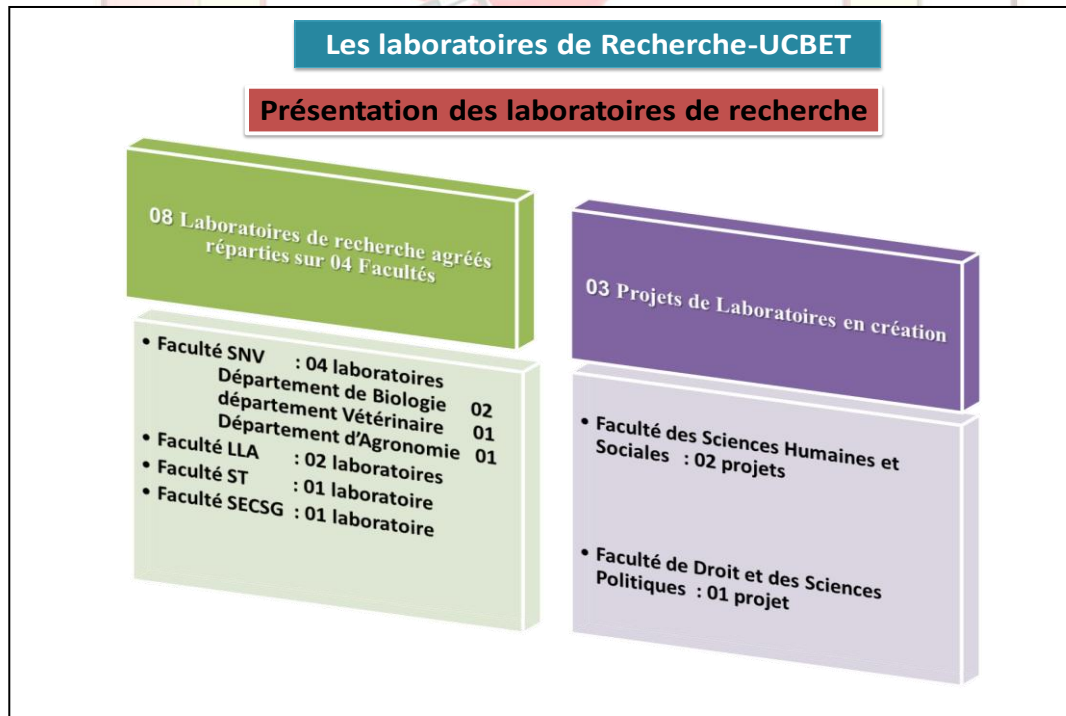 Les laboratoires de Recherche-UCBET
Présentation des laboratoires de recherche
08 Laboratoires de recherche agréés
réparties sur 04 Facultés
• Faculté SNV : 04 laboratoires
Département de Biologie 02
département Vétérinaire 01
Département d'Agronomie 01
• Faculté LLA : 02 laboratoires
• Faculté ST : 01 laboratoire
• Faculté SECSG : 01 laboratoire
03 Projets de Laboratoires en création
• Faculté des Sciences Humaines et
Sociales : 02 projets
• Faculté de Droit et des Sciences
Politiques : 01 projet